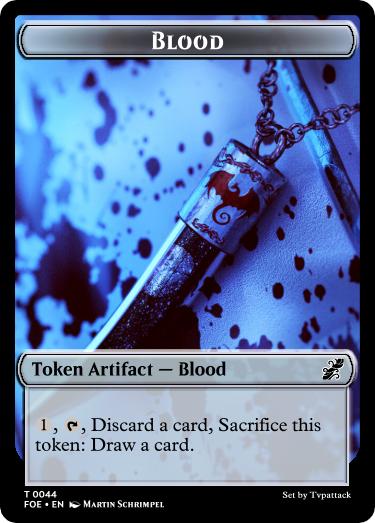 Blood
Token Artifact — Blood
1, T, Discard a card, Sacrifice this
token: Draw a card.
T 0044
FOE • EN Martin Schrimpel
Set by Tvpattack